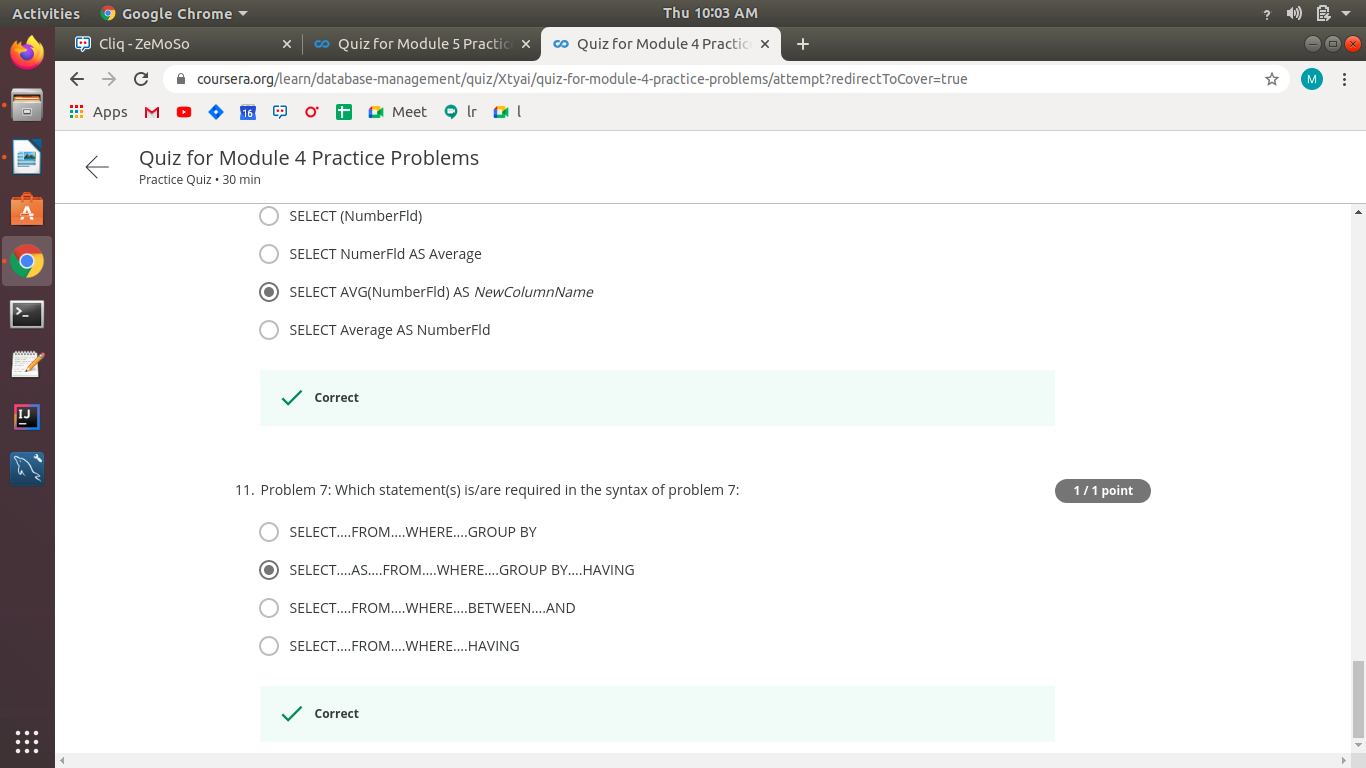 Activities Google Chrome Thu 10:03 AM ?
Cliq - ZeMoSo Quiz for Module 5 Practic Quiz for Module 4 Practic
coursera.org/learn/database-management/quiz/Xtyai/quiz-for-module-4-practice-problems/attempt?redirectToCover=true M
Apps 16 Meet lr l
Quiz for Module 4 Practice Problems
Practice Quiz • 30 min
SELECT (NumberFld)
SELECT NumerFld AS Average
SELECT AVG(NumberFld) AS NewColumnName
SELECT Average AS NumberFld
Correct
11. Problem 7: Which statement(s) is/are required in the syntax of problem 7: 1 / 1 point
SELECT....FROM....WHERE....GROUP BY
SELECT....AS....FROM....WHERE....GROUP BY....HAVING
SELECT....FROM....WHERE....BETWEEN....AND
SELECT....FROM....WHERE....HAVING
Correct